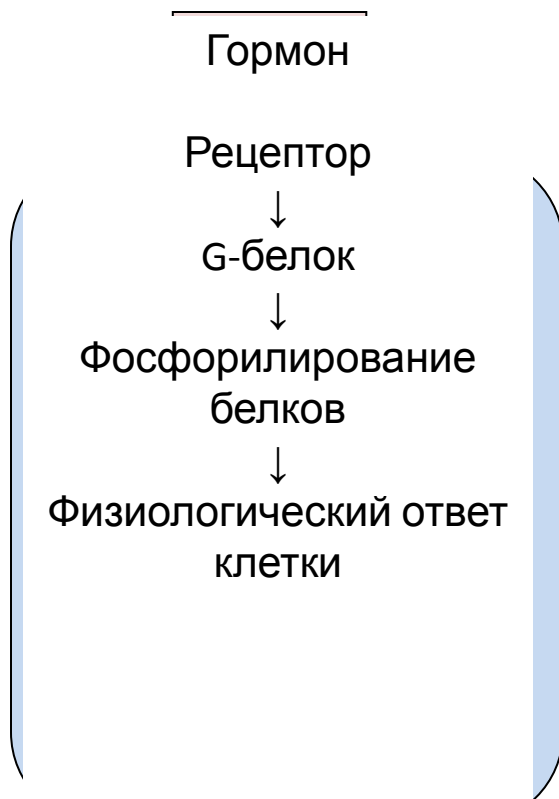 Гормон
Рецептор
↓
G-белок
↓
Фосфорилирование
белков
↓
Физиологический ответ
клетки